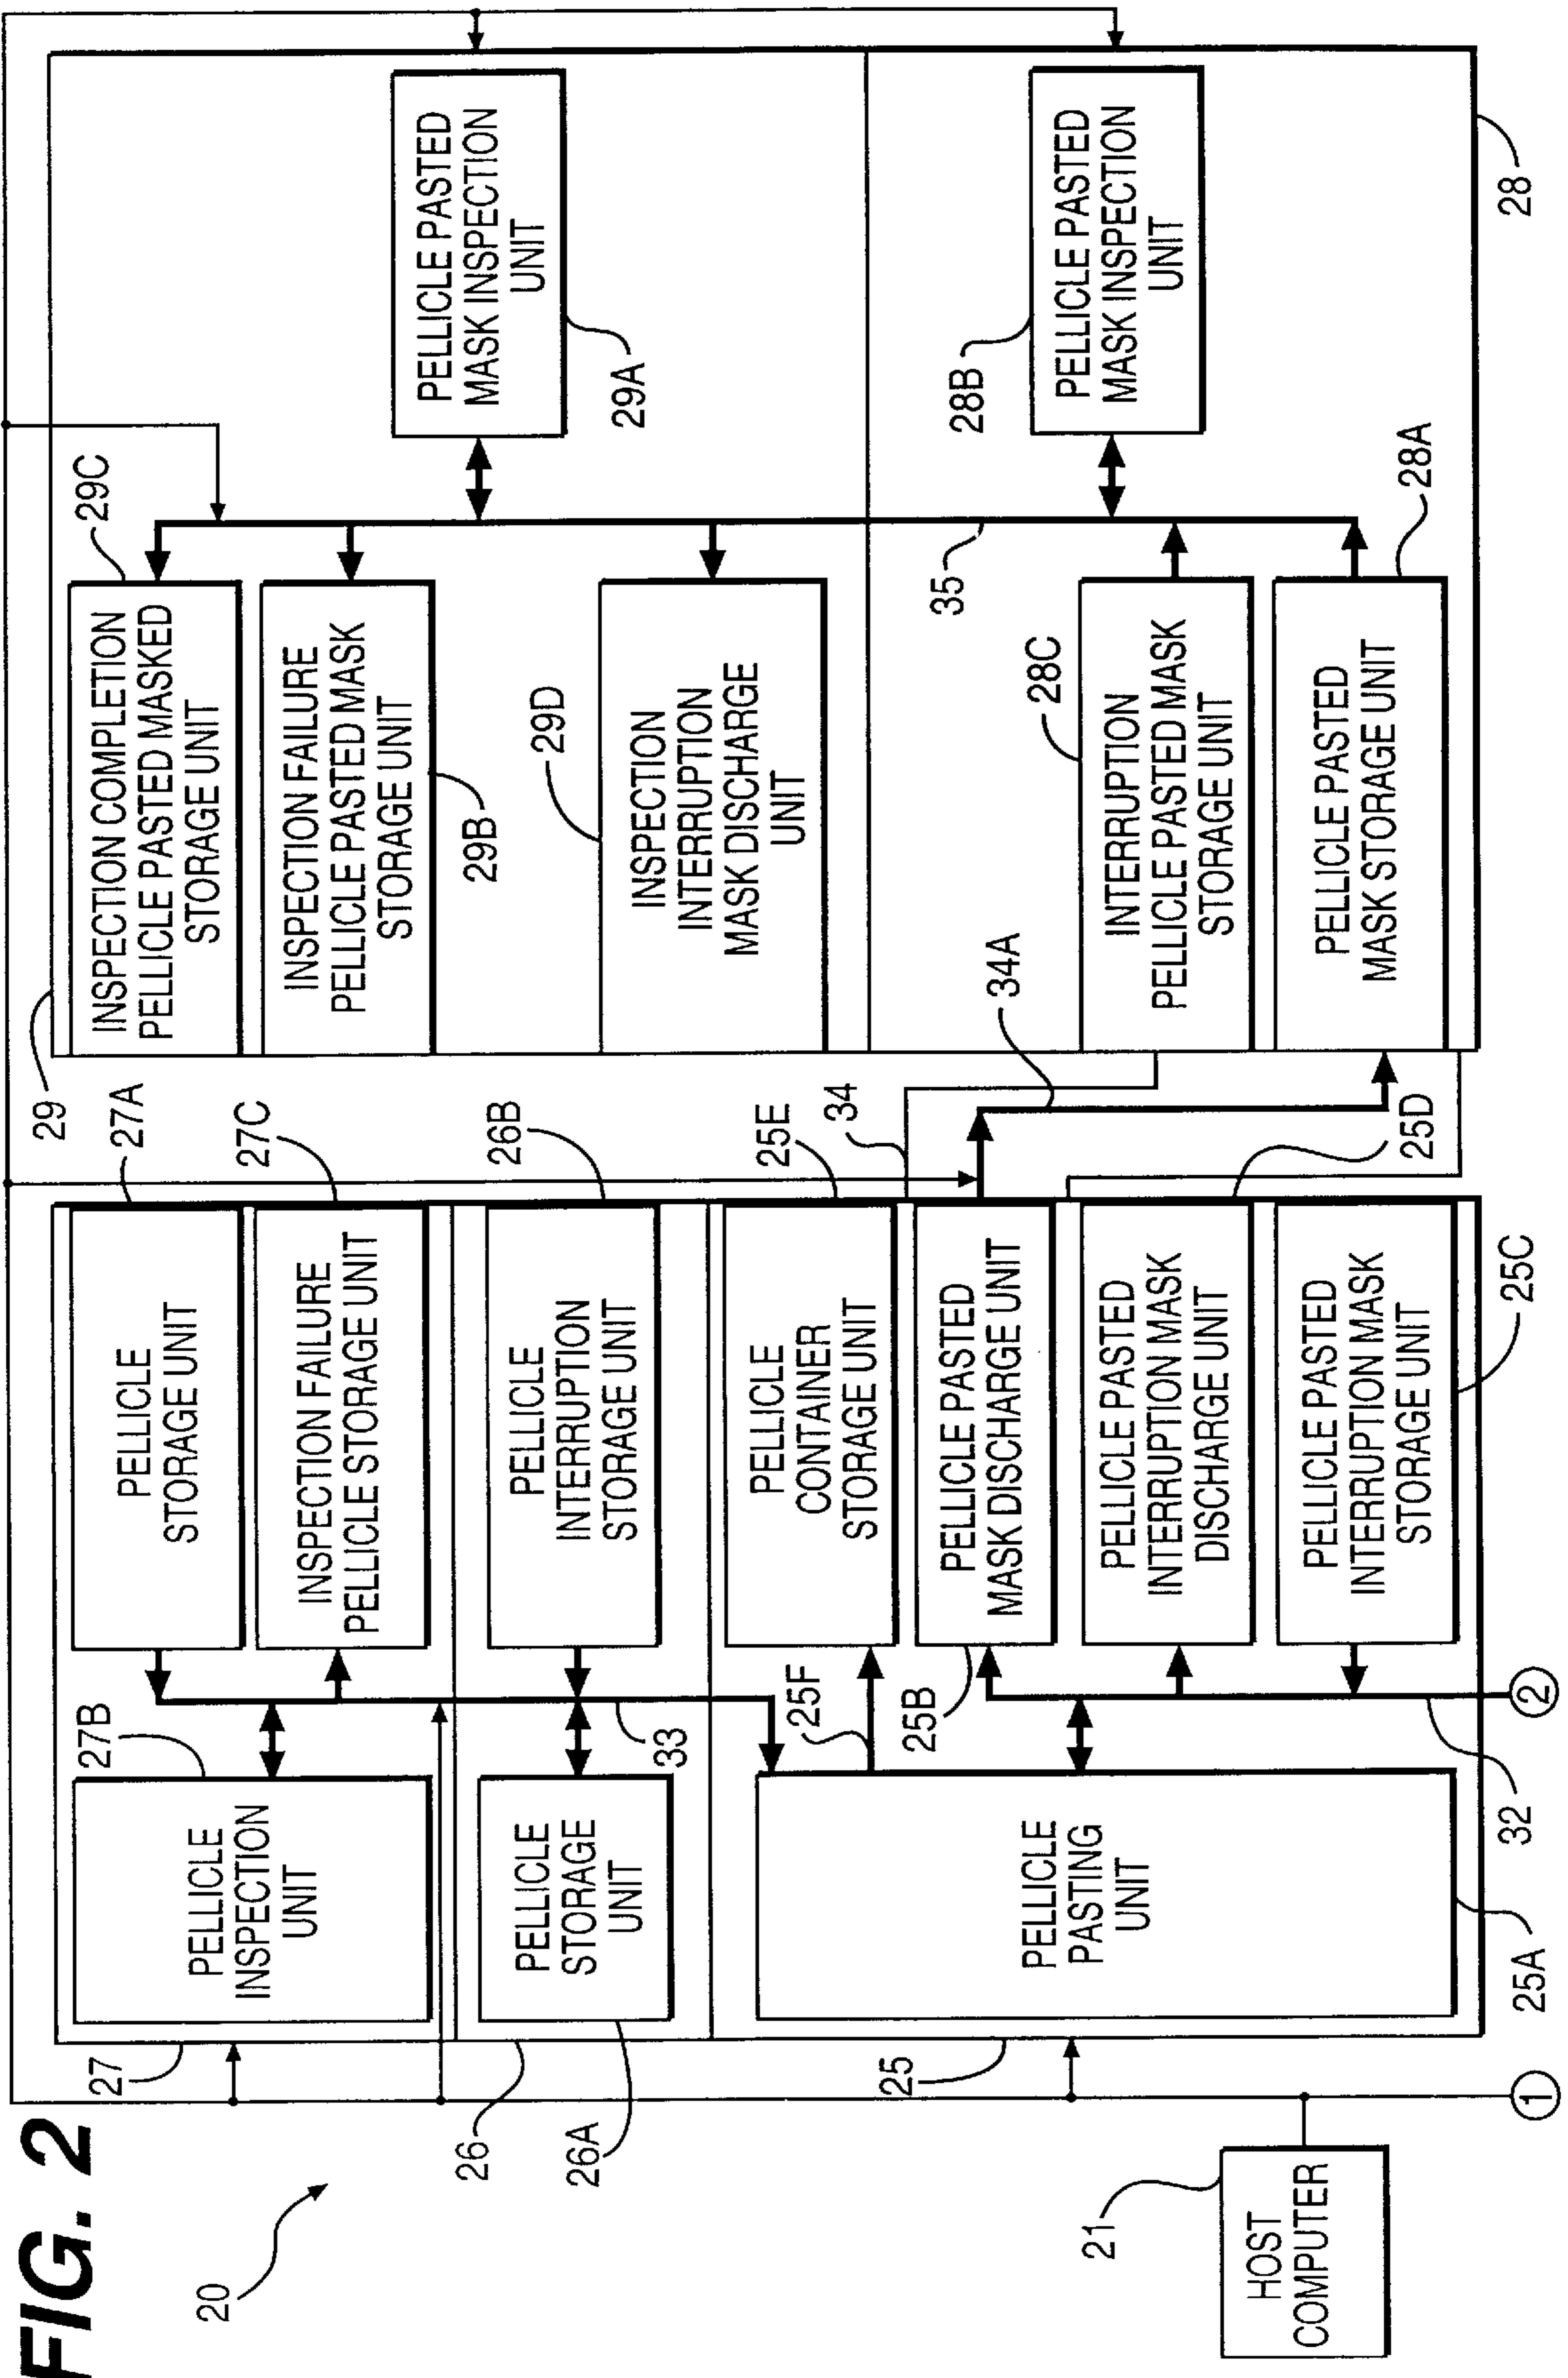 FIG. 2
20
21
HOST
COMPUTER
1
2
27
26
26A
25
25A
32
PELLICLE
INSPECTION
UNIT
27B
PELLICLE
STORAGE
UNIT
33
PELLICLE
PASTING
UNIT
25F
25B
PELLICLE
STORAGE UNIT
27A
INSPECTION FAILURE
PELLICLE STORAGE UNIT
27C
PELLICLE
INTERRUPTION
STORAGE UNIT
26B
PELLICLE
CONTAINER
STORAGE UNIT
25E
PELLICLE PASTED
MASK DISCHARGE UNIT
34
34A
PELLICLE PASTED
INTERRUPTION MASK
DISCHARGE UNIT
25D
PELLICLE PASTED
INTERRUPTION MASK
STORAGE UNIT
25C
29
INSPECTION COMPLETION
PELLICLE PASTED MASKED
STORAGE UNIT
29C
INSPECTION FAILURE
PELLICLE PASTED MASK
STORAGE UNIT
29B
29D
INSPECTION
INTERRUPTION
MASK DISCHARGE
UNIT
35
28C
INTERRUPTION
PELLICLE PASTED MASK
STORAGE UNIT
PELLICLE PASTED
MASK STORAGE UNIT
28A
PELLICLE PASTED
MASK INSPECTION
UNIT
29A
28B
PELLICLE PASTED
MASK INSPECTION
UNIT
28